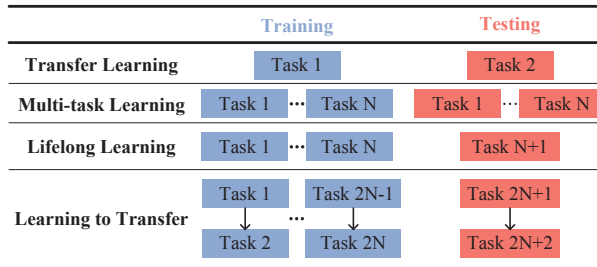 Training Testing
Transfer Learning Task 1 Task 2
Multi-task Learning Task 1 ... Task N Task 1 ... Task N
Lifelong Learning Task 1 ... Task N Task N+1
Task 1 Task 2N-1 Task 2N+1
Learning to Transfer ...
Task 2 Task 2N Task 2N+2